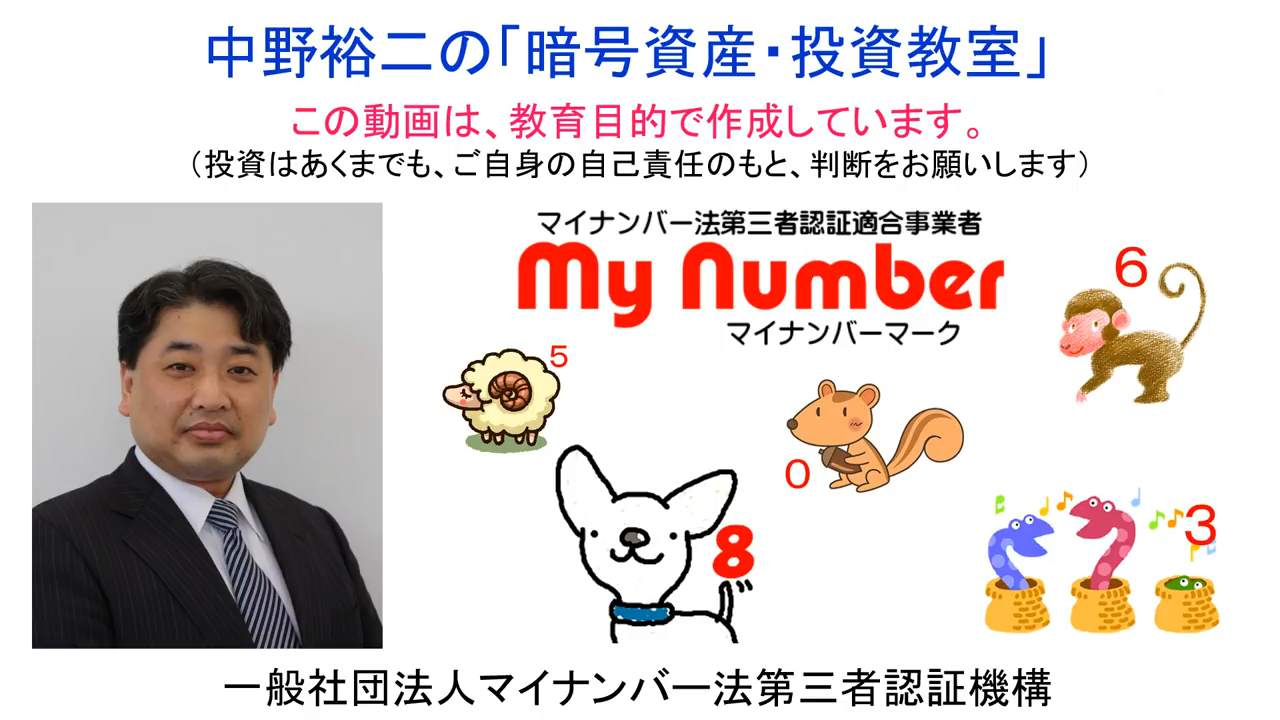 中野裕二の「暗号資産・投資教室」
この動画は、教育目的で作成しています。
（投資はあくまでも、ご自身の自己責任のもと、判断をお願いします）
マイナンバー法第三者認証適合事業者
My Number
マイナンバーマーク
6
5
0
8
3
一般社団法人マイナンバー法第三者認証機構